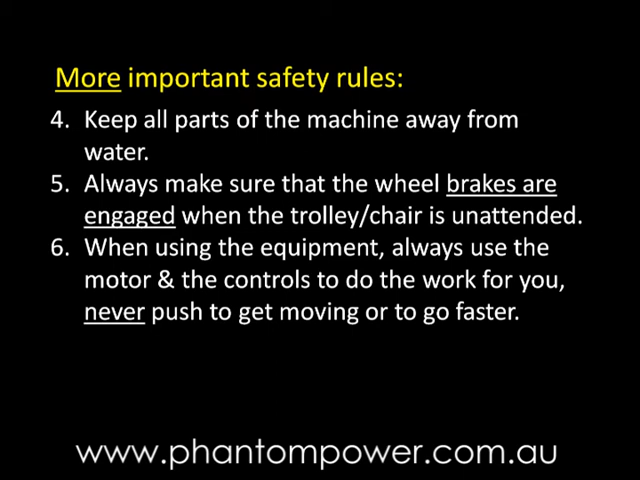 More important safety rules:
4. Keep all parts of the machine away from
water.
5. Always make sure that the wheel brakes are
engaged when the trolley/chair is unattended.
6. When using the equipment, always use the
motor & the controls to do the work for you,
never push to get moving or to go faster.
www.phantompower.com.au